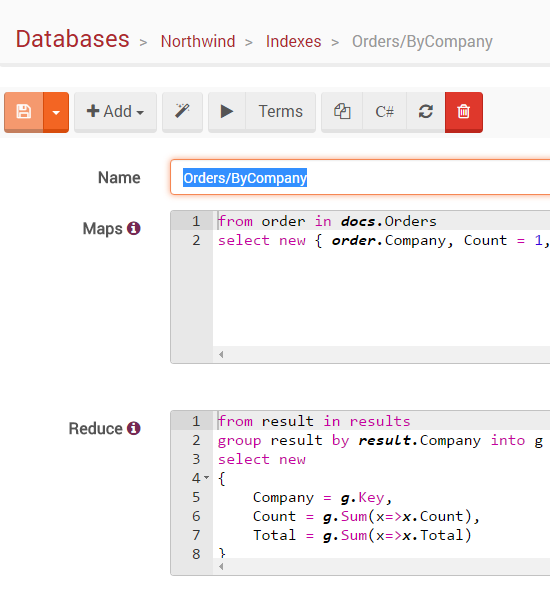 Databases > Northwind > Indexes > Orders/ByCompany
Add Terms C#
Name Orders/ByCompany
Maps
1 from order in docs.Orders
2 select new { order.Company, Count = 1,
Reduce
1 from result in results
2 group result by result.Company into g
3 select new
4 {
5 Company = g.Key,
6 Count = g.Sum(x=>x.Count),
7 Total = g.Sum(x=>x.Total)
8 }